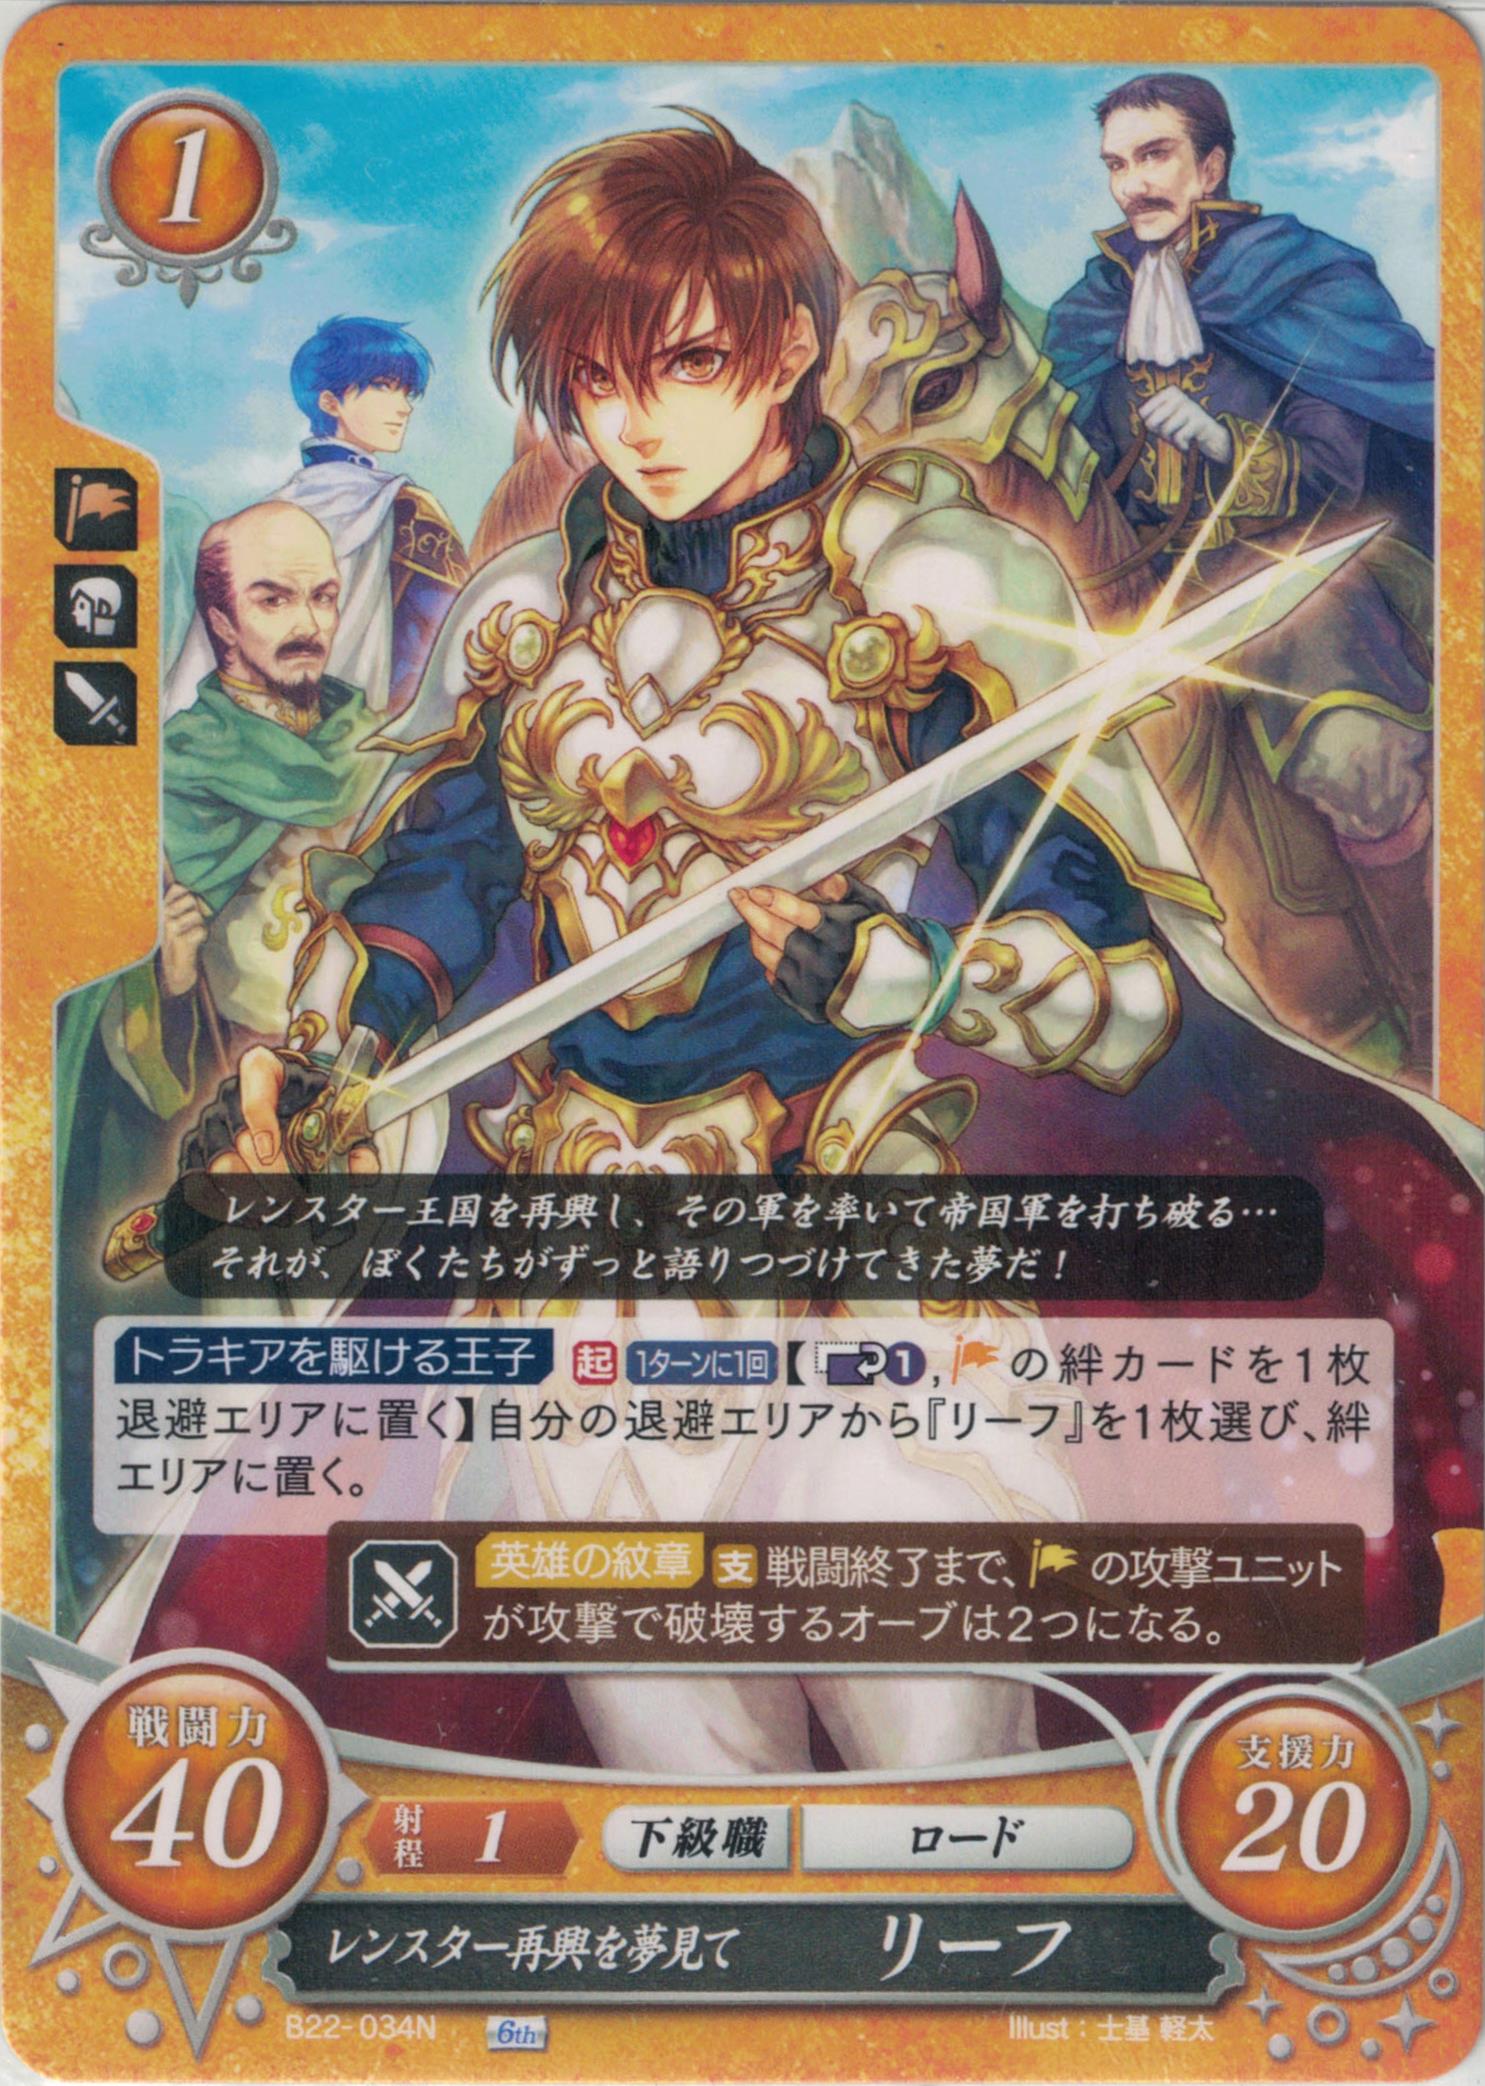 1
レンスター王国を再興し、その軍を率いて帝国軍を打ち破る…
それが、ぼくたちがずっと語りつづけてきた夢だ！
トラキアを駆ける王子 起 1ターンに1回【1,の絆カードを1枚
退避エリアに置く】自分の退避エリアから『リーフ』を1枚選び、絆
エリアに置く。
英雄の紋章 支 戦闘終了まで、の攻撃ユニット
が攻撃で破壊するオーブは2つになる。
戦闘力
40
射程 1
下級職
ロード
支援力
20
レンスター再興を夢見て リーフ
B22-034N
6th
Illust：士基 軽太